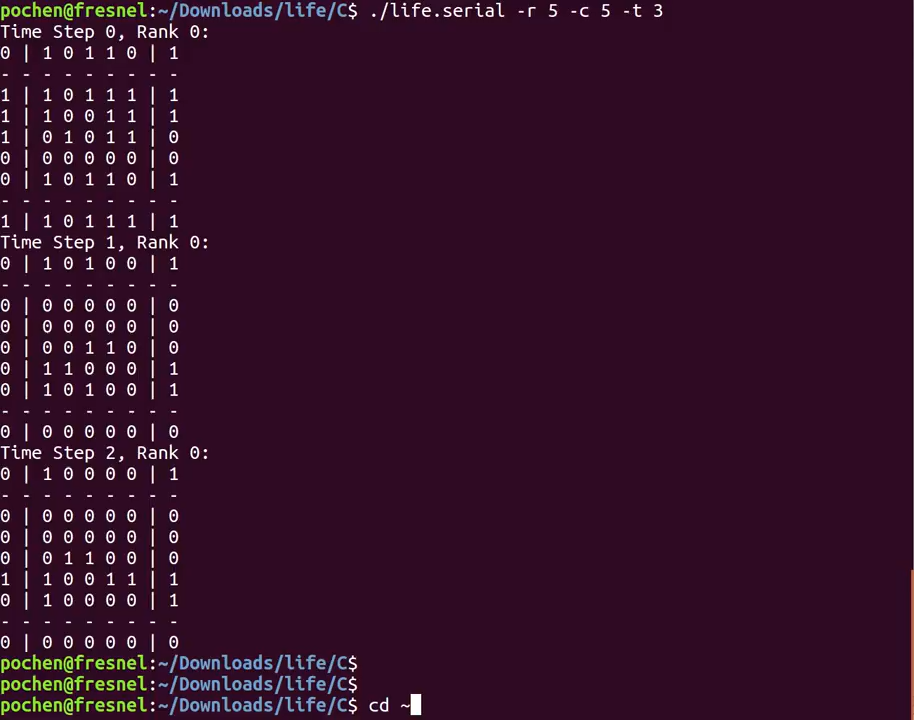 pochen@fresnel:~/Downloads/life/C$ ./life.serial -r 5 -c 5 -t 3
Time Step 0, Rank 0:
0 | 1 0 1 1 0 | 1
- - - - - - - - -
1 | 1 0 1 1 1 | 1
1 | 1 0 0 1 1 | 1
1 | 0 1 0 1 1 | 0
0 | 0 0 0 0 0 | 0
0 | 1 0 1 1 0 | 1
- - - - - - - - -
1 | 1 0 1 1 1 | 1
Time Step 1, Rank 0:
0 | 1 0 1 0 0 | 1
- - - - - - - - -
0 | 0 0 0 0 0 | 0
0 | 0 0 0 0 0 | 0
0 | 0 0 1 1 0 | 0
0 | 1 1 0 0 0 | 1
0 | 1 0 1 0 0 | 1
- - - - - - - - -
0 | 0 0 0 0 0 | 0
Time Step 2, Rank 0:
0 | 1 0 0 0 0 | 1
- - - - - - - - -
0 | 0 0 0 0 0 | 0
0 | 0 0 0 0 0 | 0
0 | 0 1 1 0 0 | 0
1 | 1 0 0 1 1 | 1
0 | 1 0 0 0 0 | 1
- - - - - - - - -
0 | 0 0 0 0 0 | 0
pochen@fresnel:~/Downloads/life/C$
pochen@fresnel:~/Downloads/life/C$
pochen@fresnel:~/Downloads/life/C$ cd ~